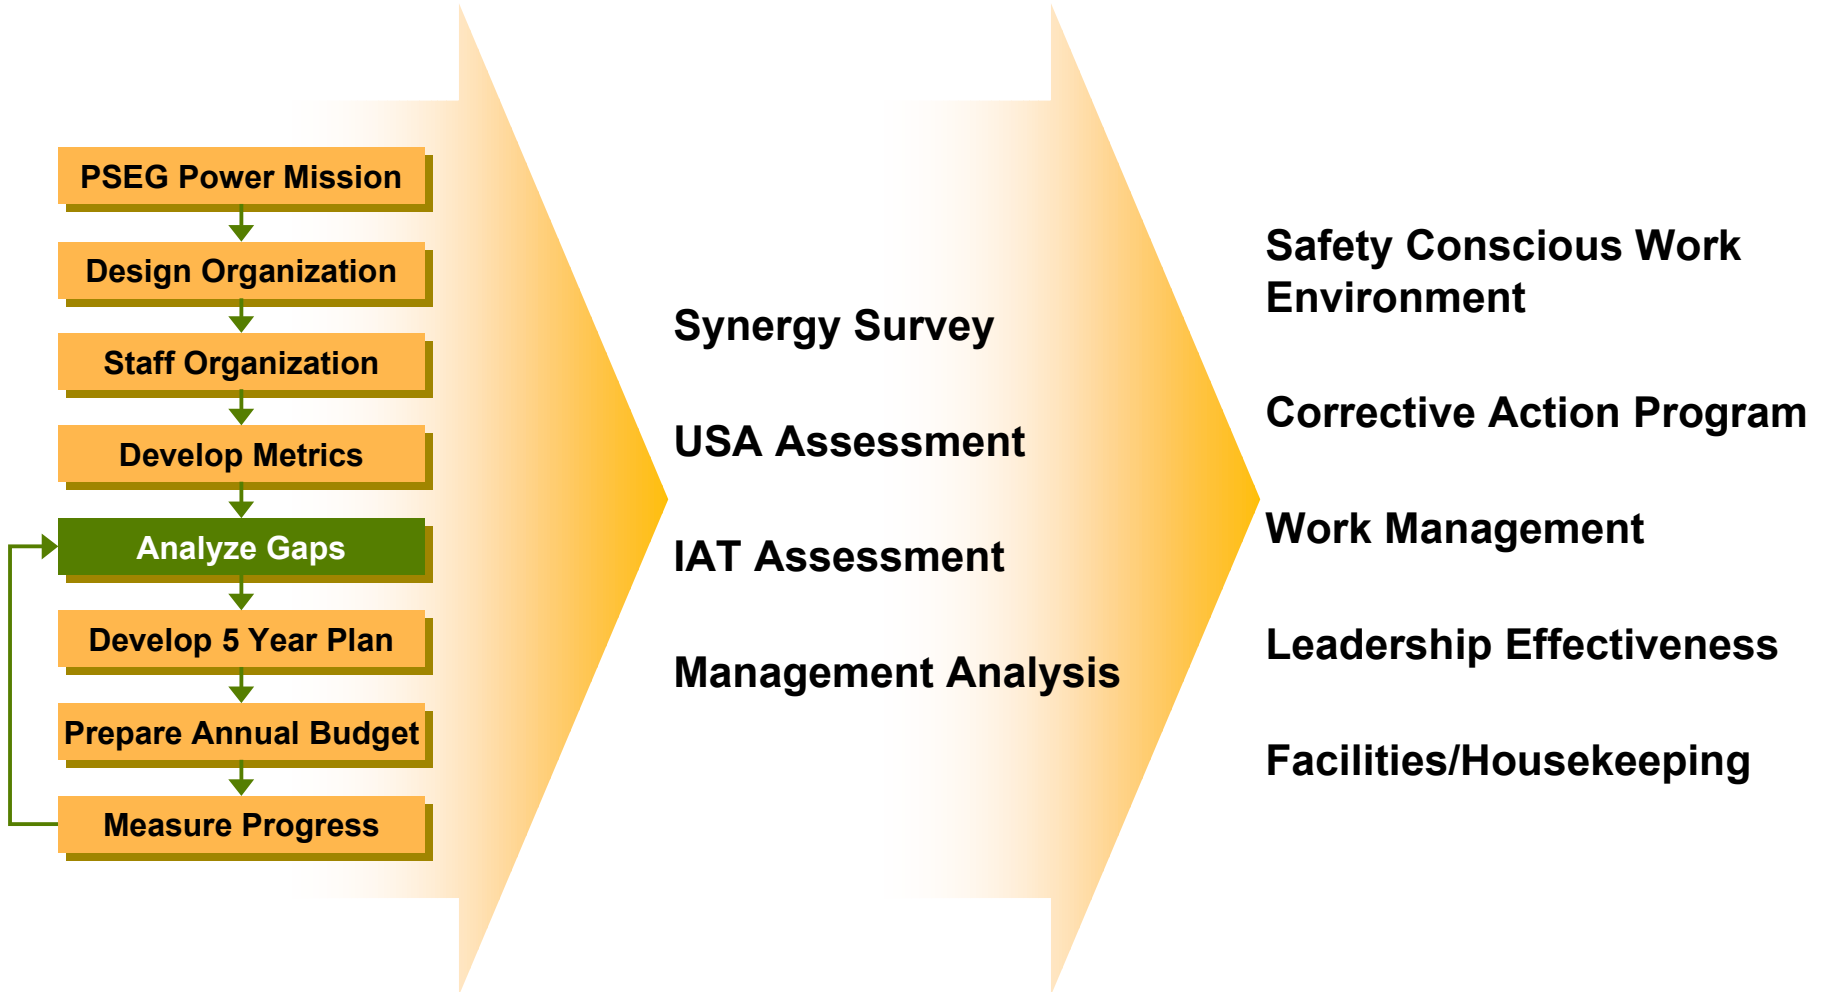 PSEG Power Mission
Design Organization
Staff Organization
Develop Metrics
Analyze Gaps
Develop 5 Year Plan
Prepare Annual Budget
Measure Progress
Synergy Survey
USA Assessment
IAT Assessment
Management Analysis
Safety Conscious Work
Environment
Corrective Action Program
Work Management
Leadership Effectiveness
Facilities/Housekeeping